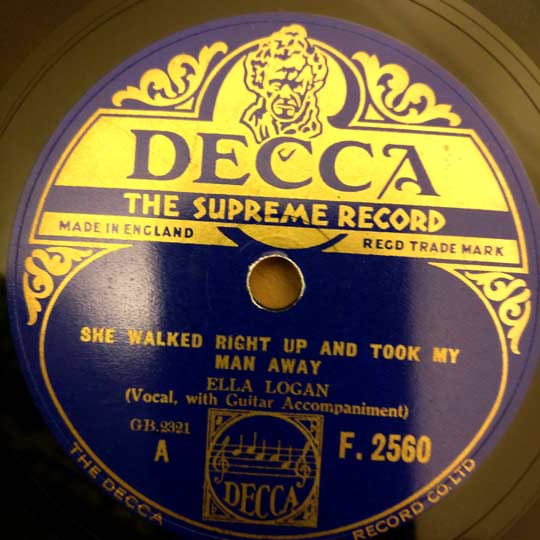 DECCA
THE SUPREME RECORD
MADE IN ENGLAND
REGD TRADE MARK
SHE WALKED RIGHT UP AND TOOK MY
MAN AWAY
ELLA LOGAN
(Vocal, with Guitar Accompaniment)
GB.2321
A
F. 2560
DECCA
THE DECCA
RECORD CO. LTD